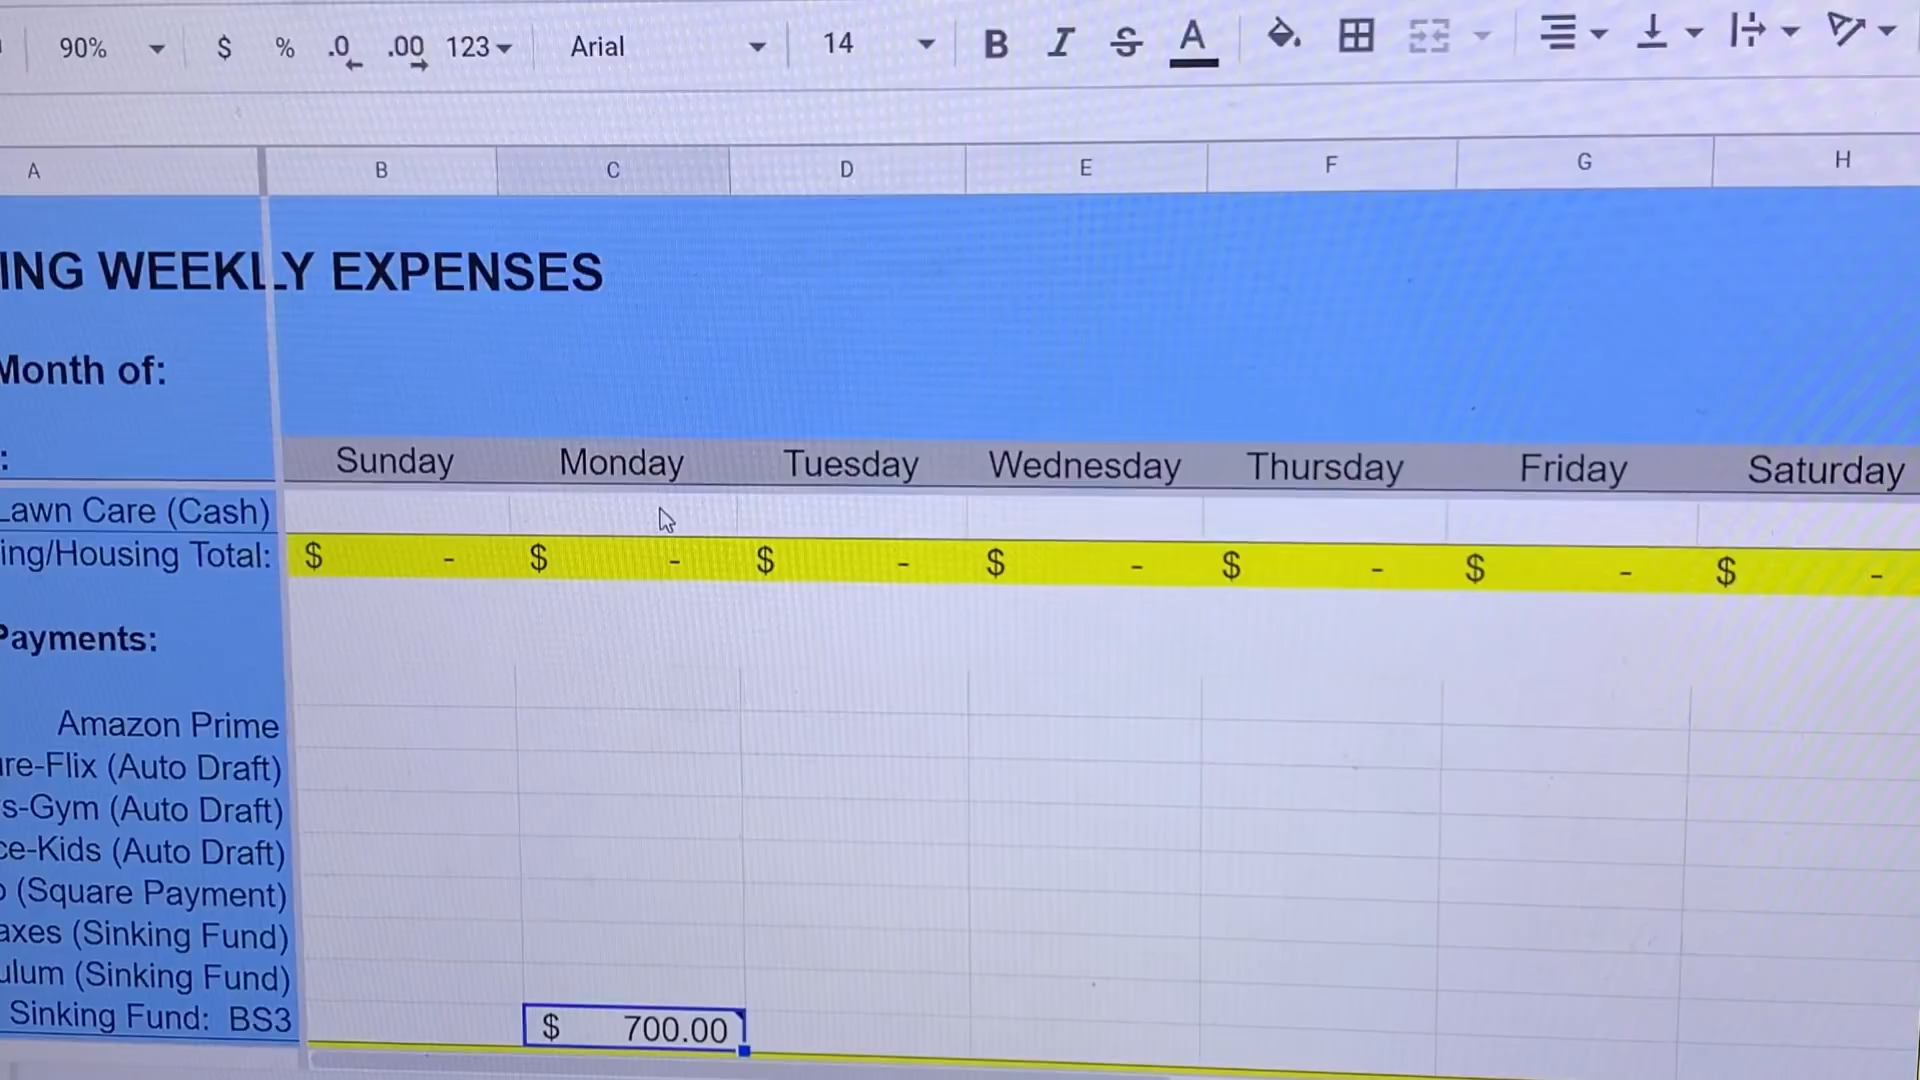 90% $ % .0 .00 123 Arial 14 B I S A
A B C D E F G H
ING WEEKLY EXPENSES
Month of:
: Sunday Monday Tuesday Wednesday Thursday Friday Saturday
Lawn Care (Cash)
ing/Housing Total: $ - $ - $ - $ - $ - $ - $ -
Payments:
Amazon Prime
re-Flix (Auto Draft)
s-Gym (Auto Draft)
ce-Kids (Auto Draft)
(Square Payment)
axes (Sinking Fund)
ulum (Sinking Fund)
Sinking Fund: BS3 $ 700.00